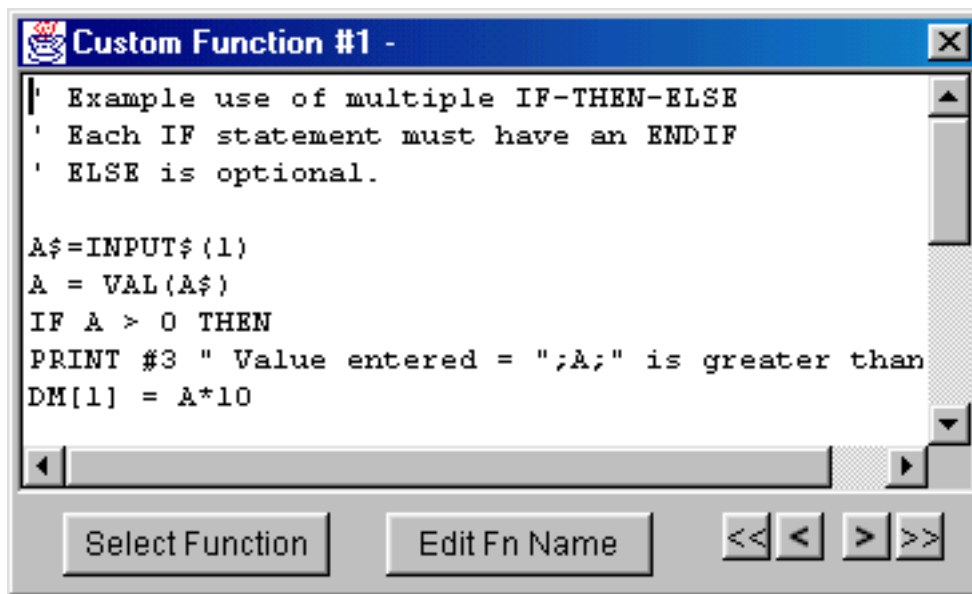 Custom Function #1 -
' Example use of multiple IF-THEN-ELSE
' Each IF statement must have an ENDIF
' ELSE is optional.
A$=INPUT$(1)
A = VAL(A$)
IF A > 0 THEN
PRINT #3 " Value entered = ";A;" is greater than
DM[1] = A*10
Select Function
Edit Fn Name
<< < > >>